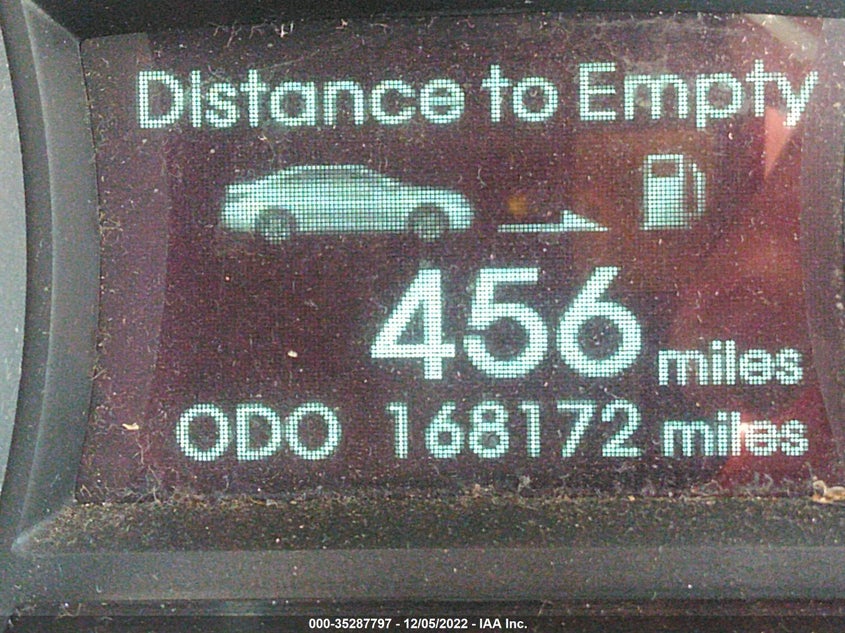 Distance to Empty
456 miles
ODO 168172 miles
000-35287797 - 12/05/2022 - IAA Inc.